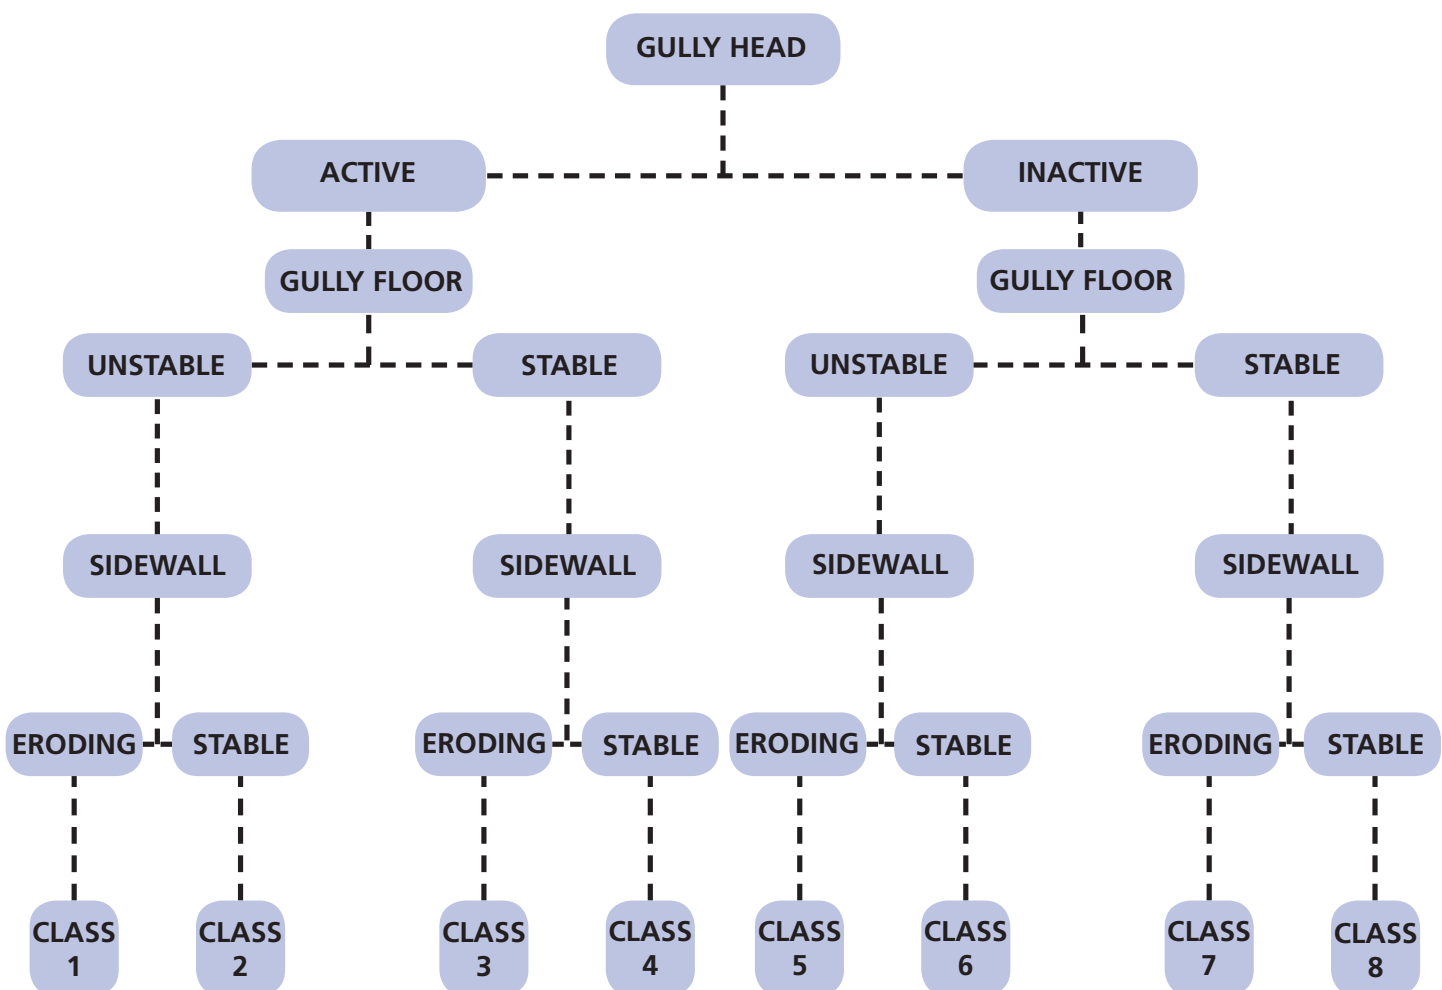 GULLY HEAD
ACTIVE
INACTIVE
GULLY FLOOR
GULLY FLOOR
UNSTABLE
STABLE
UNSTABLE
STABLE
SIDEWALL
SIDEWALL
SIDEWALL
SIDEWALL
ERODING
STABLE
ERODING
STABLE
ERODING
STABLE
ERODING
STABLE
CLASS
1
CLASS
2
CLASS
3
CLASS
4
CLASS
5
CLASS
6
CLASS
7
CLASS
8